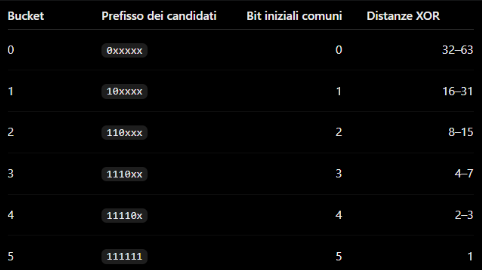 Bucket Prefisso dei candidati Bit iniziali comuni Distanze XOR
0 0xxxxx 0 32–63
1 10xxxx 1 16–31
2 110xxx 2 8–15
3 1110xx 3 4–7
4 11110x 4 2–3
5 111111 5 1